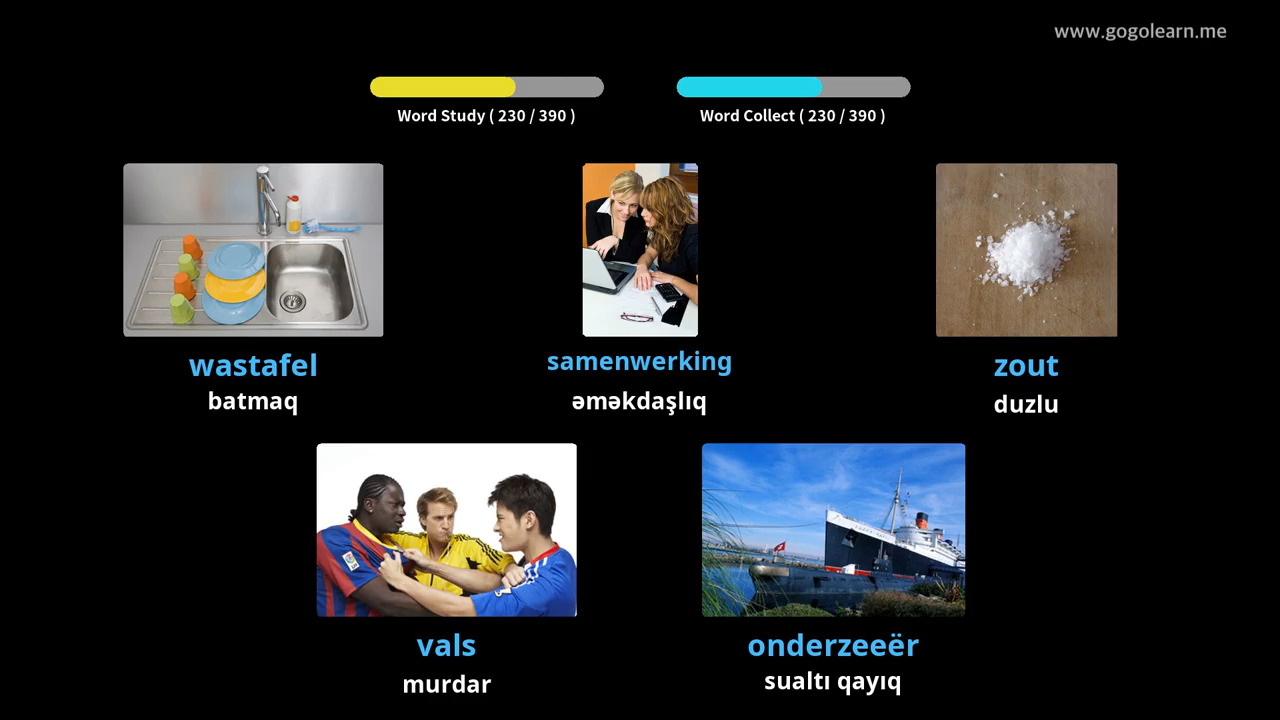 www.gogolearn.me
Word Study ( 230 / 390 )
Word Collect ( 230 / 390 )
wastafel
batmaq
samenwerking
əməkdaşlıq
zout
duzlu
vals
murdar
onderzeeër
sualtı qayıq